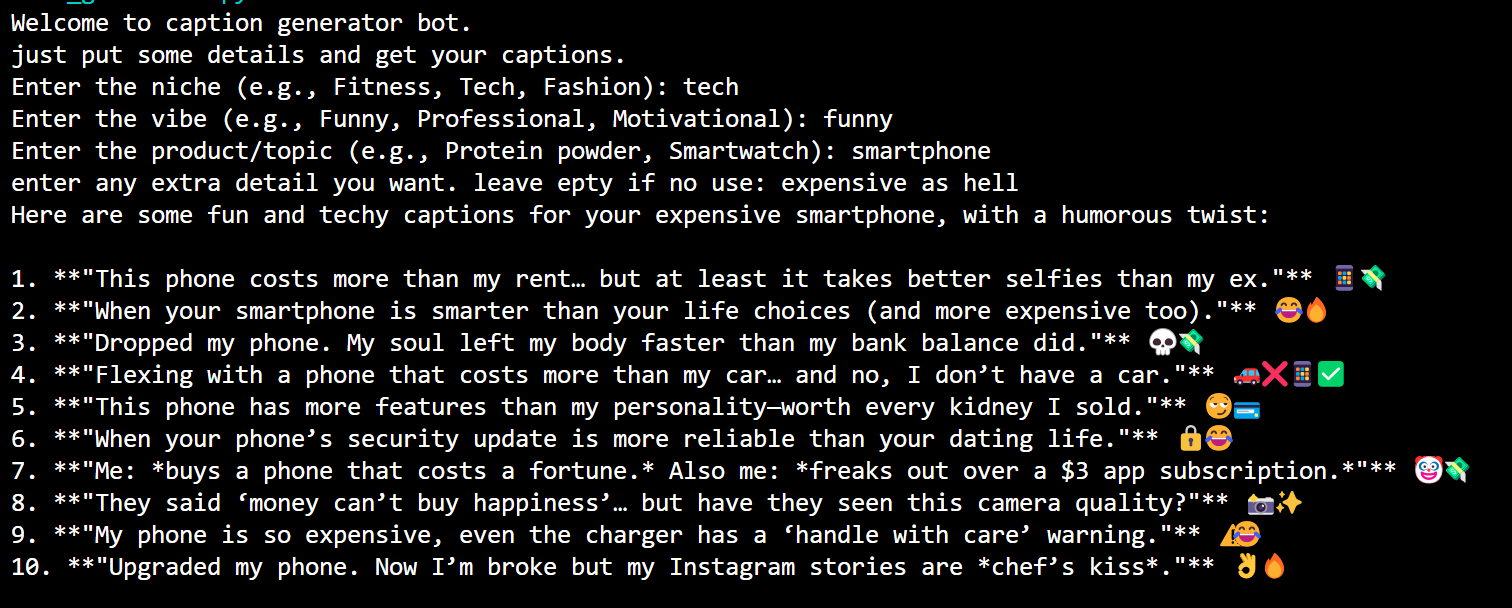 Welcome to caption generator bot.
just put some details and get your captions.
Enter the niche (e.g., Fitness, Tech, Fashion): tech
Enter the vibe (e.g., Funny, Professional, Motivational): funny
Enter the product/topic (e.g., Protein powder, Smartwatch): smartphone
enter any extra detail you want. leave epty if no use: expensive as hell
Here are some fun and techy captions for your expensive smartphone, with a humorous twist:
1. **"This phone costs more than my rent… but at least it takes better selfies than my ex."** 📱💸
2. **"When your smartphone is smarter than your life choices (and more expensive too)."** 😂🔥
3. **"Dropped my phone. My soul left my body faster than my bank balance did."** 💀💸
4. **"Flexing with a phone that costs more than my car… and no, I don’t have a car."** 🚗❌📱✅
5. **"This phone has more features than my personality—worth every kidney I sold."** 😏💳
6. **"When your phone’s security update is more reliable than your dating life."** 🔒😂
7. **"Me: *buys a phone that costs a fortune.* Also me: *freaks out over a $3 app subscription.*"** 🤡💸
8. **"They said ‘money can’t buy happiness’… but have they seen this camera quality?"** 📸✨
9. **"My phone is so expensive, even the charger has a ‘handle with care’ warning."** ⚠️😂
10. **"Upgraded my phone. Now I’m broke but my Instagram stories are *chef’s kiss*."** 👌🔥